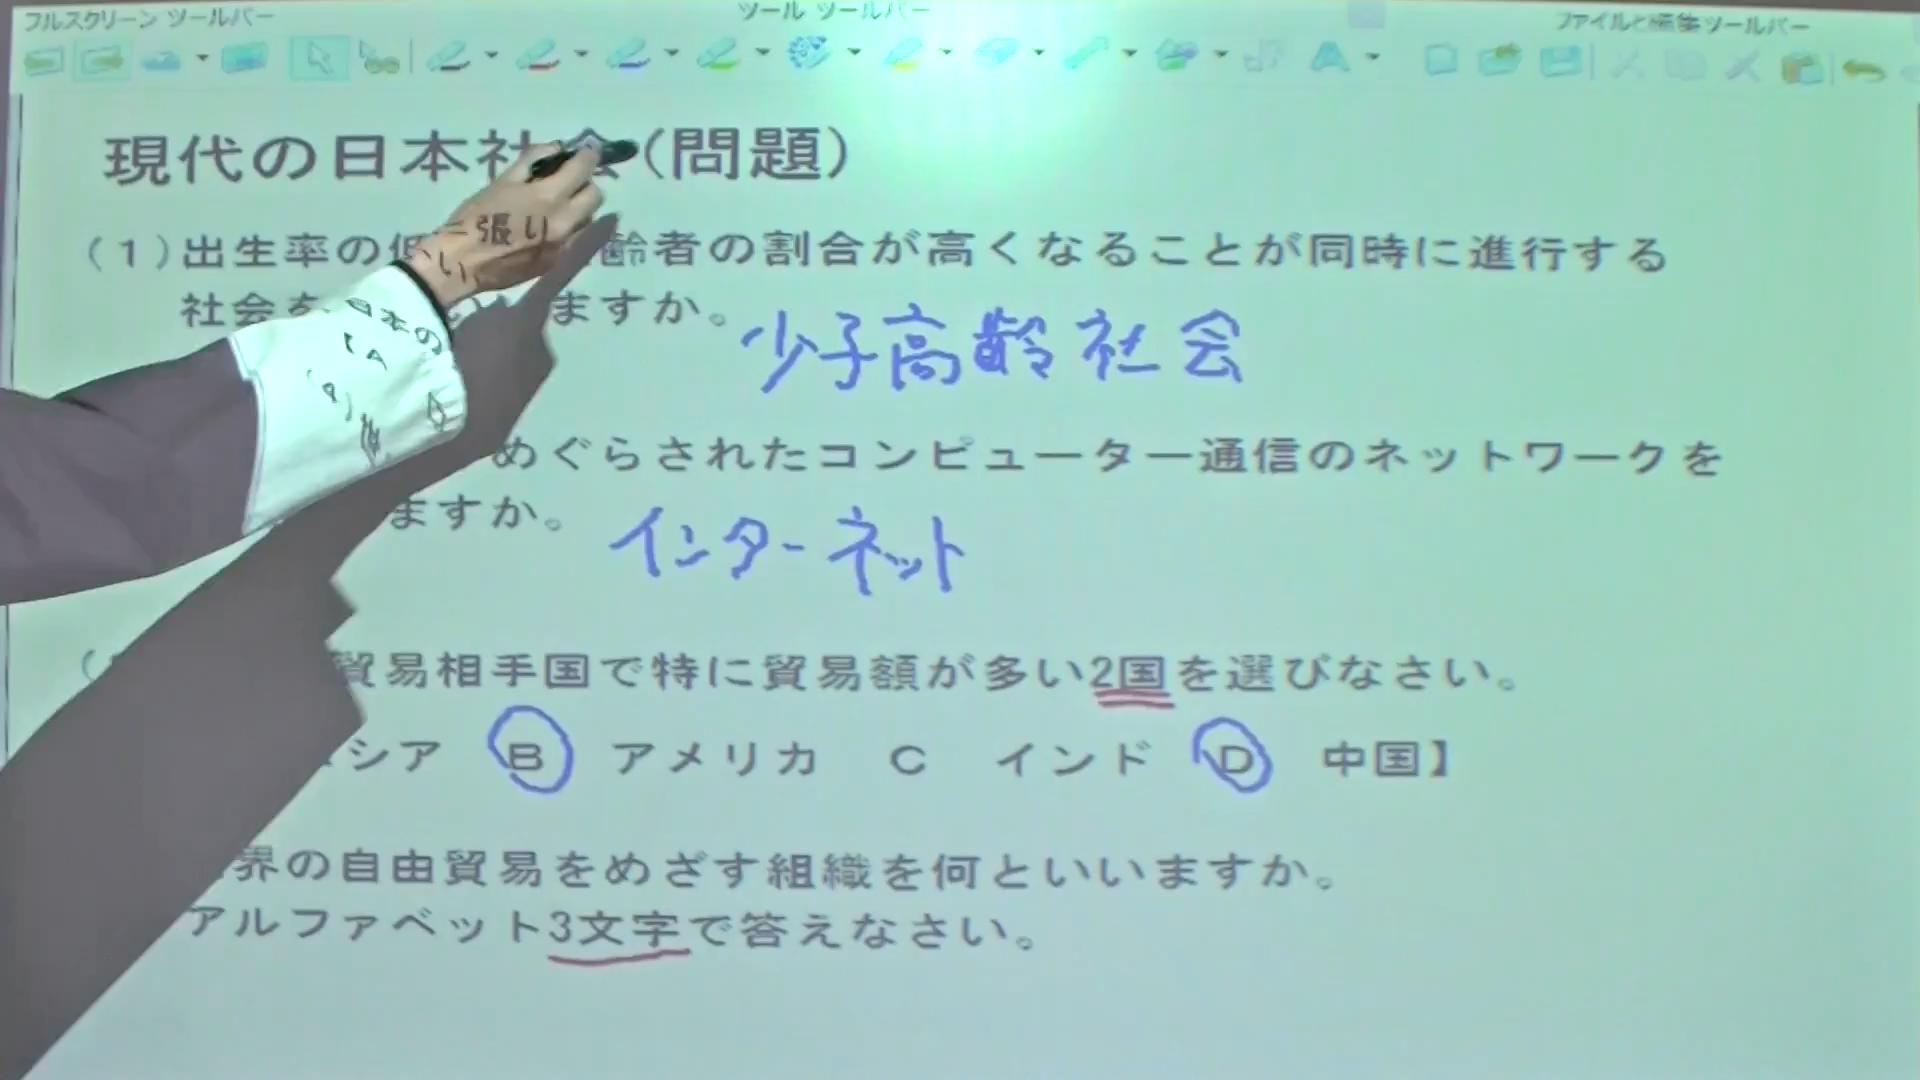 フルスクリーン ツールバー
ツール ツールバー
ファイルと編集ツールバー
現代の日本社会(問題)
(1)出生率の低 齢者の割合が高くなることが同時に進行する
社会を ますか。
少子高齢社会
張り
めぐらされたコンピューター通信のネットワークを
ますか。
インターネット
貿易相手国で特に貿易額が多い2国を選びなさい。
シア B アメリカ C インド D 中国】
界の自由貿易をめざす組織を何といいますか。
アルファベット3文字で答えなさい。